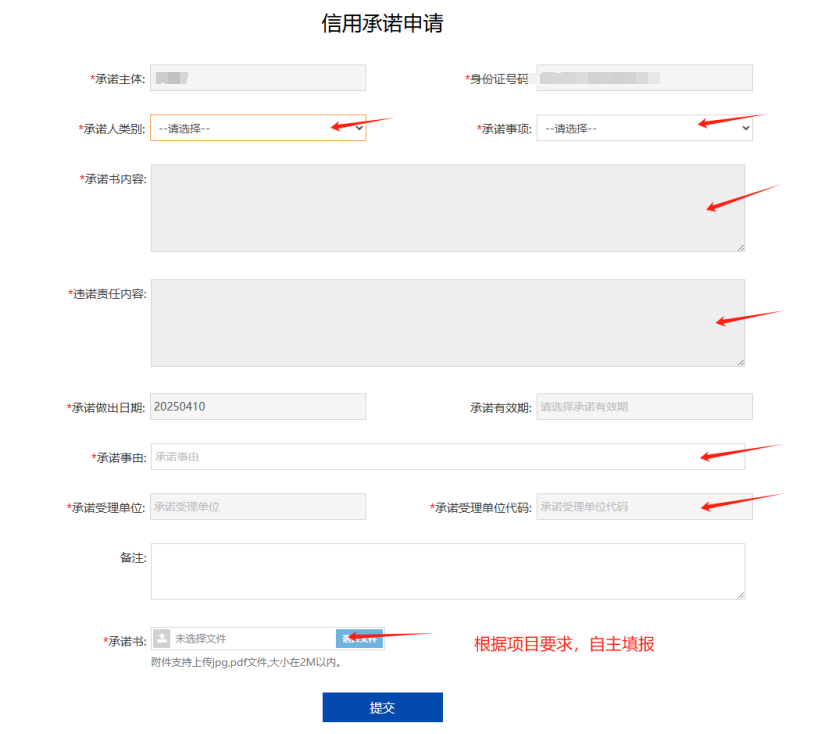 信用承诺申请
*承诺主体: *身份证号码
*承诺人类别: --请选择-- *承诺事项: --请选择--
*承诺书内容:
*违诺责任内容:
*承诺做出日期: 20250410 承诺有效期: 请选择承诺有效期
*承诺事由: 承诺事由
*承诺受理单位: 承诺受理单位 *承诺受理单位代码: 承诺受理单位代码
备注:
*承诺书: 未选择文件 选择文件 根据项目要求，自主填报
附件支持上传jpg,pdf文件,大小在2M以内。
提交